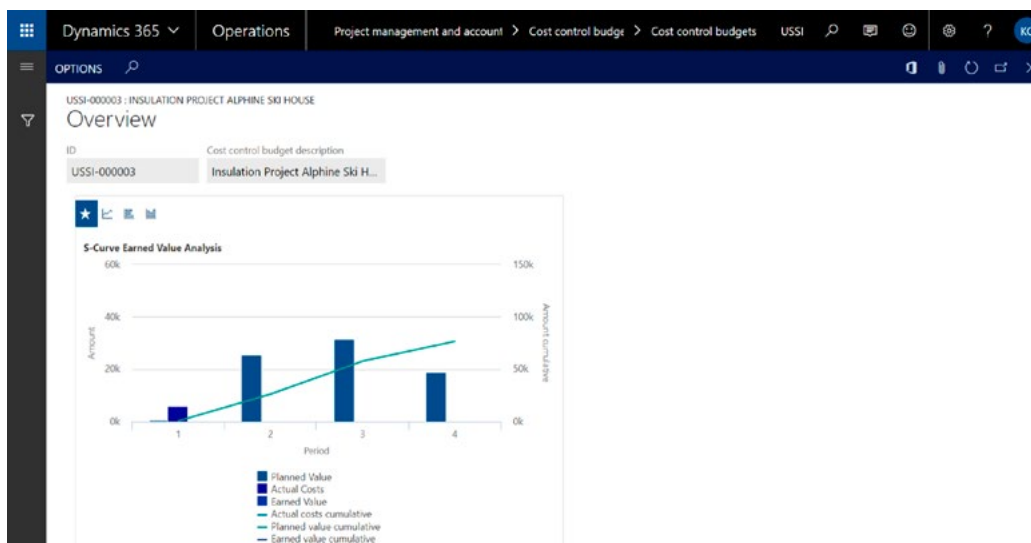 Dynamics 365 Operations Project management and account > Cost control budge > Cost control budgets USSI ? KC
OPTIONS
USSI-000003 : INSULATION PROJECT ALPHINE SKI HOUSE
Overview
ID Cost control budget description
USSI-000003 Insulation Project Alphine Ski H...
S-Curve Earned Value Analysis
60k 150k
40k 100k
20k 50k
0k 0k
Amount
Amount cumulative
1 2 3 4
Period
Planned Value
Actual Costs
Earned Value
Actual costs cumulative
Planned value cumulative
Earned value cumulative